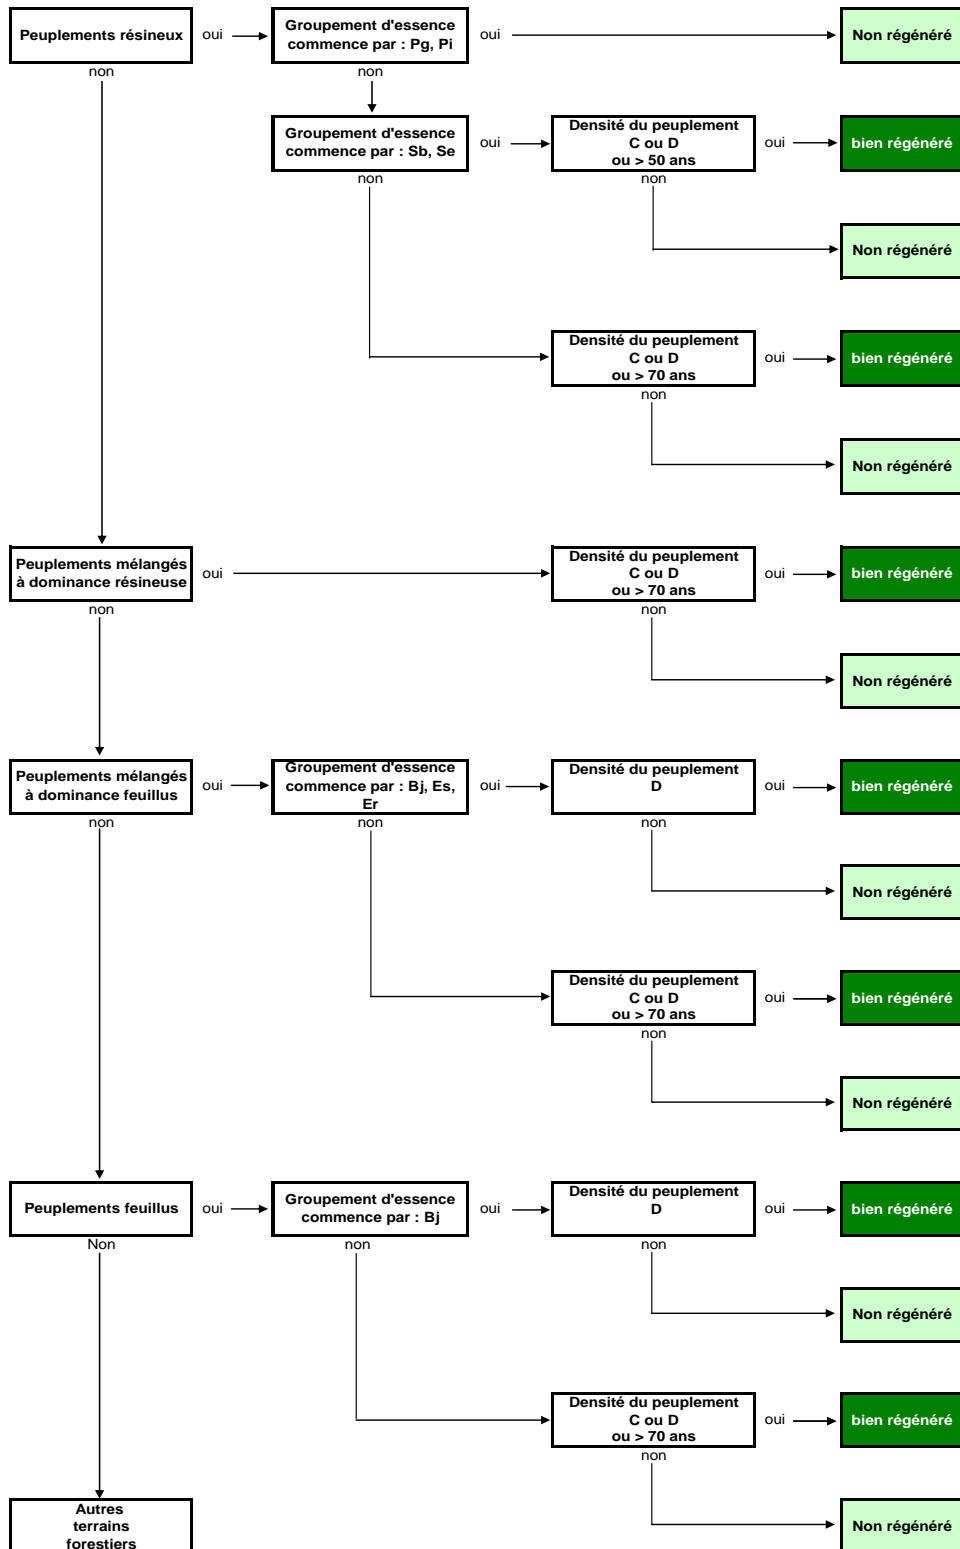 Peuplements résineux
oui
Groupement d'essence
commence par : Pg, Pi
oui
Non régénéré
non
non
Groupement d'essence
commence par : Sb, Se
oui
Densité du peuplement
C ou D
ou > 50 ans
oui
bien régénéré
non
non
Non régénéré
Densité du peuplement
C ou D
ou > 70 ans
oui
bien régénéré
non
Non régénéré
Peuplements mélangés
à dominance résineuse
oui
Densité du peuplement
C ou D
ou > 70 ans
oui
bien régénéré
non
non
Non régénéré
Peuplements mélangés
à dominance feuillus
oui
Groupement d'essence
commence par : Bj, Es,
Er
oui
Densité du peuplement
D
oui
bien régénéré
non
non
non
Non régénéré
Densité du peuplement
C ou D
ou > 70 ans
oui
bien régénéré
non
Non régénéré
Peuplements feuillus
oui
Groupement d'essence
commence par : Bj
oui
Densité du peuplement
D
oui
bien régénéré
Non
non
non
Non régénéré
Densité du peuplement
C ou D
ou > 70 ans
oui
bien régénéré
non
Autres
terrains
forestiers
Non régénéré